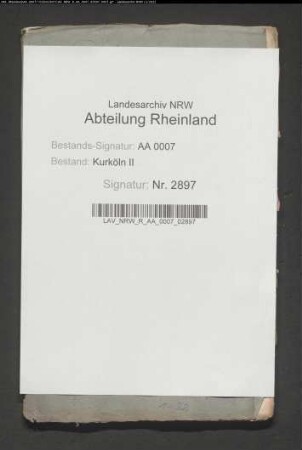 Landesarchiv NRW
Abteilung Rheinland
Bestands-Signatur: AA 0007
Bestand: Kurköln II
Signatur: Nr. 2897
LAV_NRW_R_AA_0007_02897